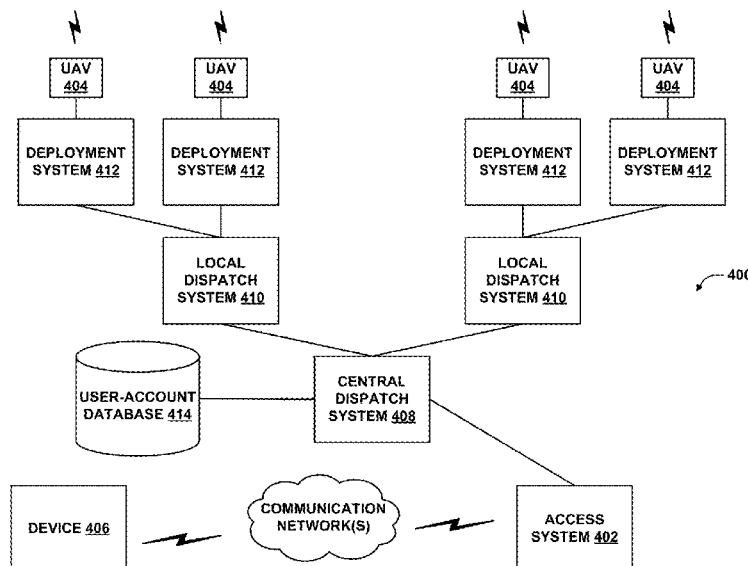 UAV
404
UAV
404
UAV
404
UAV
404
DEPLOYMENT
SYSTEM 412
DEPLOYMENT
SYSTEM 412
DEPLOYMENT
SYSTEM 412
DEPLOYMENT
SYSTEM 412
LOCAL
DISPATCH
SYSTEM 410
LOCAL
DISPATCH
SYSTEM 410
400
USER-ACCOUNT
DATABASE 414
CENTRAL
DISPATCH
SYSTEM 408
DEVICE 406
COMMUNICATION
NETWORK(S)
ACCESS
SYSTEM 402